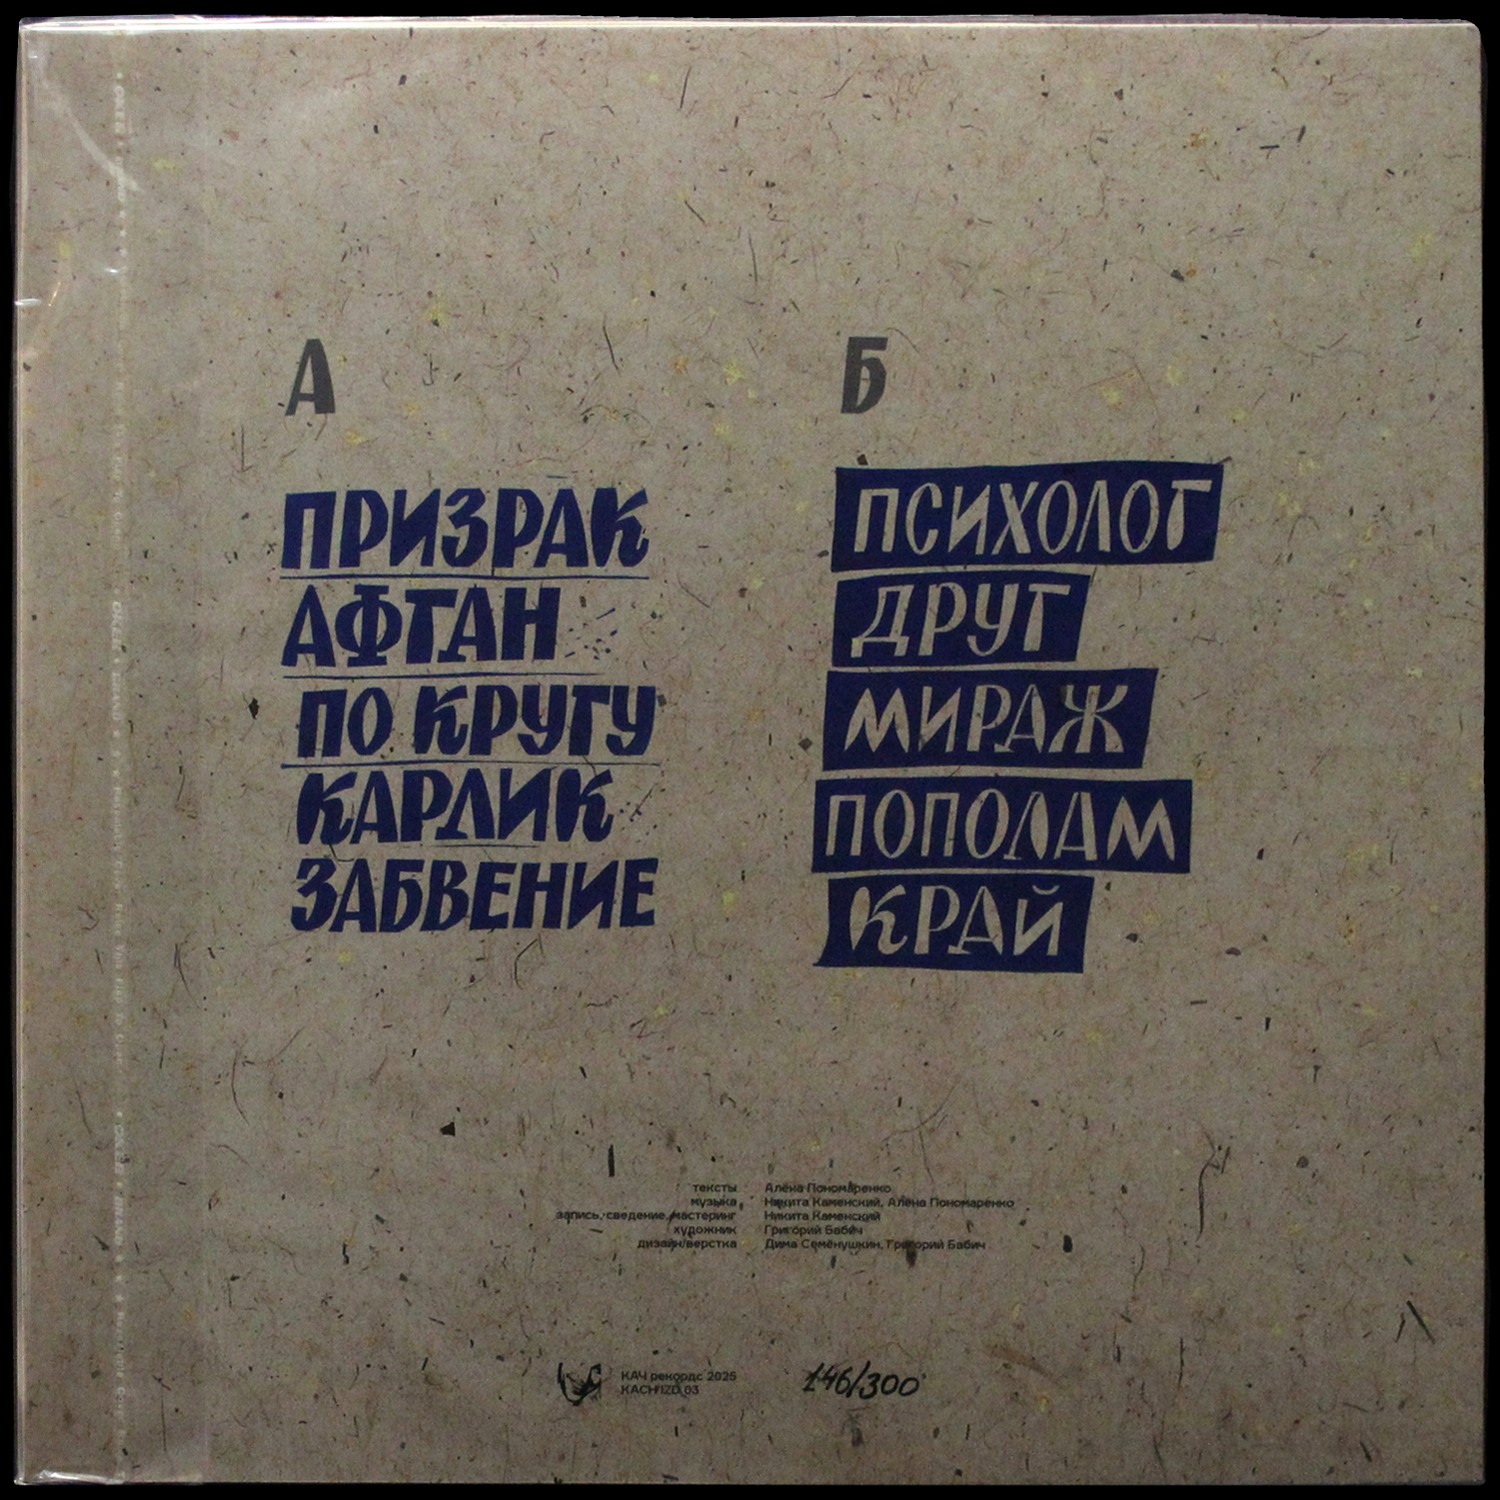 А
ПРИЗРАК
АФГАН
ПО КРУГУ
КАРЛИК
ЗАБВЕНИЕ
Б
ПСИХОЛОГ
ДРУГ
МИРАЖ
ПОПОЛАМ
КРАЙ
тексты Алёна Пономаренко
музыка Никита Каменский, Алёна Пономаренко
запись, сведение, мастеринг Никита Каменский
художник Григорий Бабич
дизайн/верстка Дима Семёнушкин, Григорий Бабич
КАЧ рекордс 2025
03
146/300